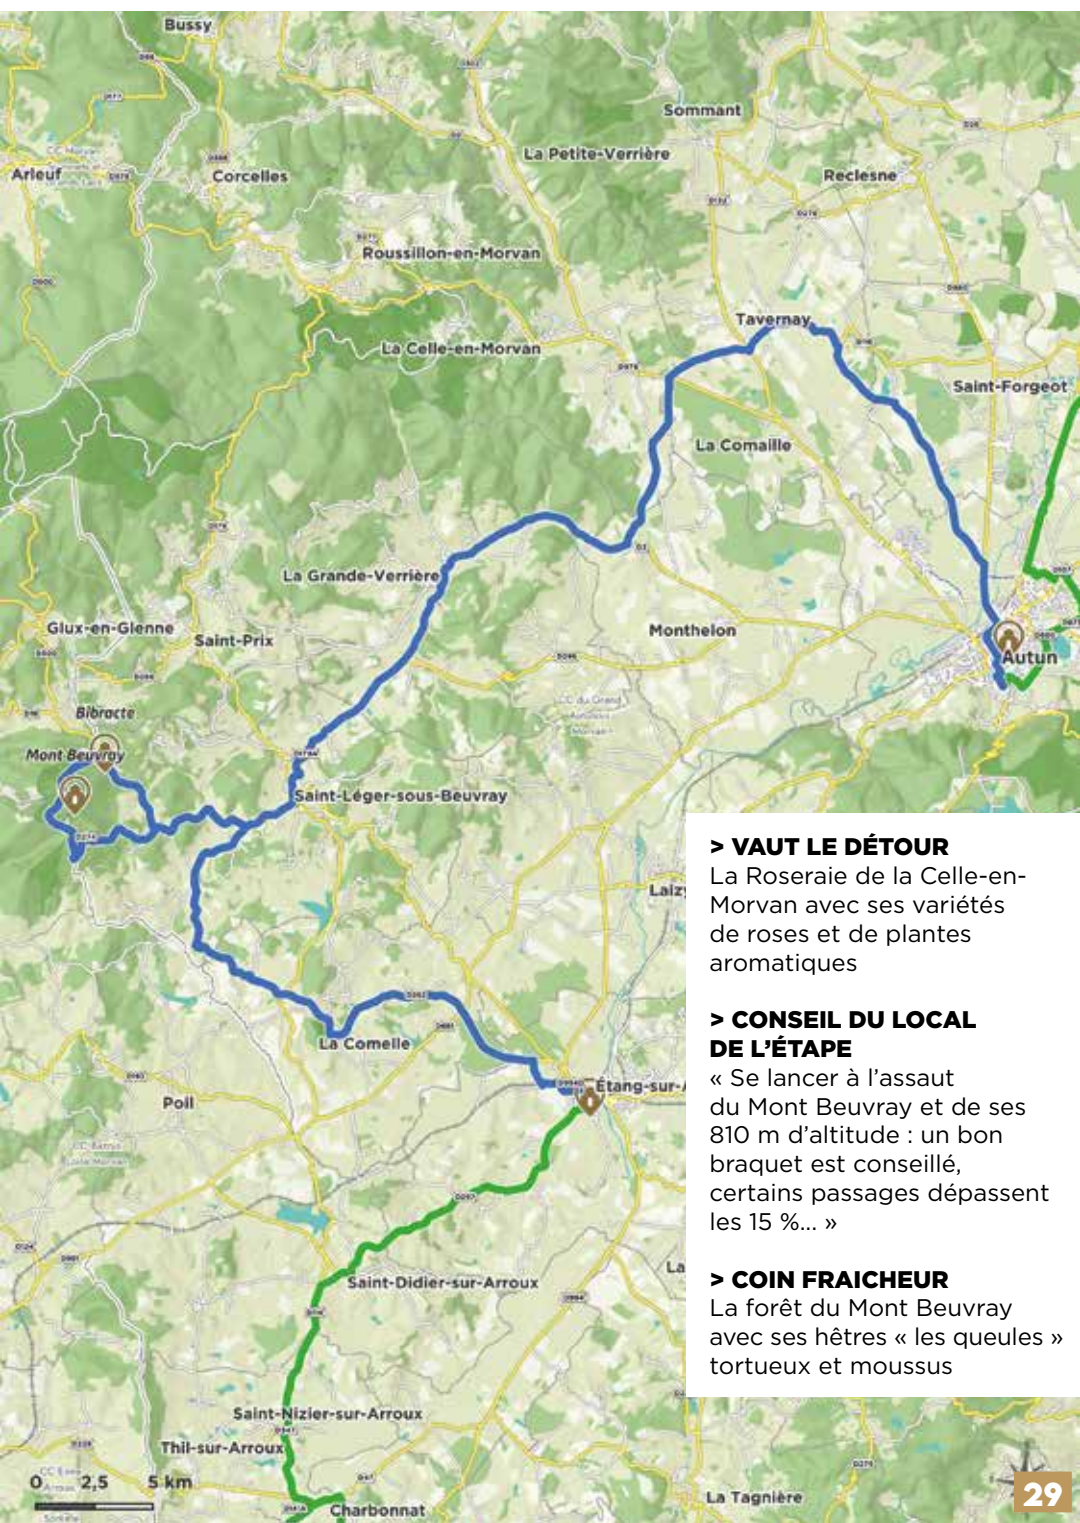 Bussy
Sommant
La Petite-Verrière
Arleuf
Corcelles
Reclesne
Roussillon-en-Morvan
Tavernay
La Celle-en-Morvan
Saint-Forgeot
La Comaille
La Grande-Verrière
Glux-en-Glenne
Saint-Prix
Monthelon
Autun
Bibracte
Mont Beuvray
Saint-Léger-sous-Beuvray
Laizy
La Comelle
Étang-sur-A
Poil
Saint-Didier-sur-Arroux
La
Saint-Nizier-sur-Arroux
Thil-sur-Arroux
0 2,5 5 km
Charbonnat
La Tagnière
> VAUT LE DÉTOUR
La Roseraie de la Celle-en-
Morvan avec ses variétés
de roses et de plantes
aromatiques
> CONSEIL DU LOCAL
DE L'ÉTAPE
« Se lancer à l'assaut
du Mont Beuvray et de ses
810 m d'altitude : un bon
braquet est conseillé,
certains passages dépassent
les 15 %... »
> COIN FRAICHEUR
La forêt du Mont Beuvray
avec ses hêtres « les queules »
tortueux et moussus
29